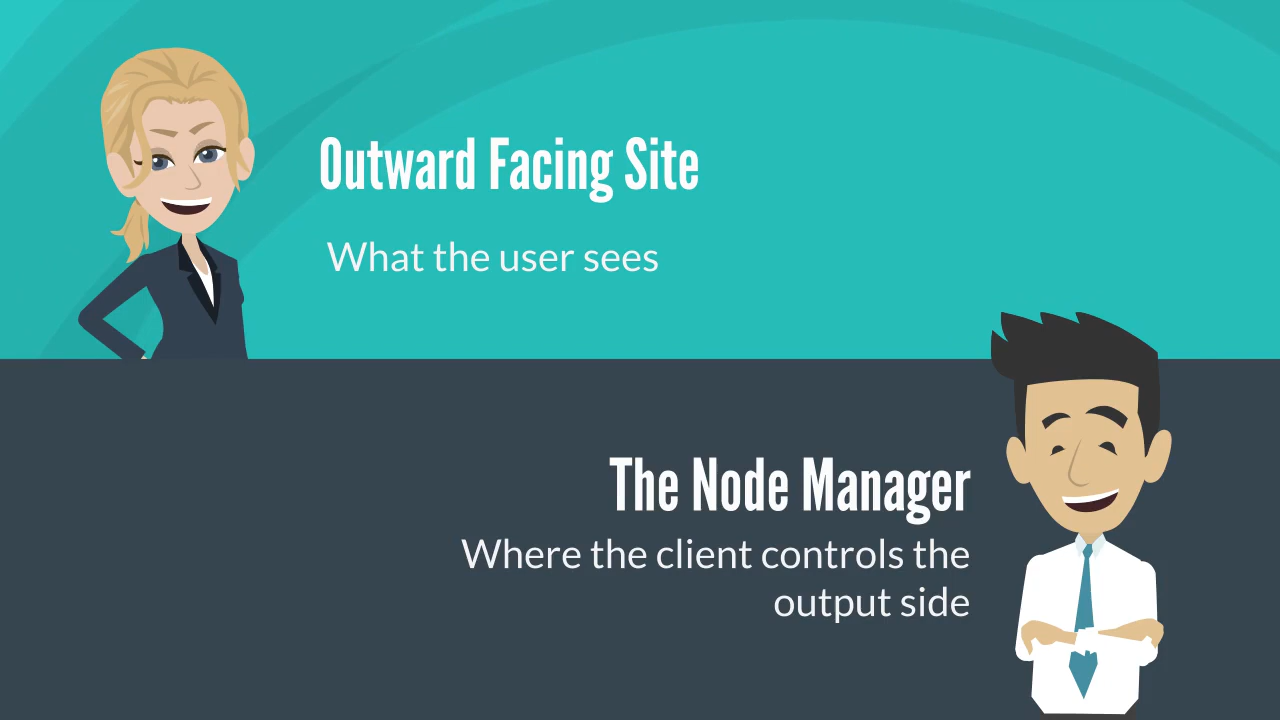 Outward Facing Site
What the user sees
The Node Manager
Where the client controls the
output side